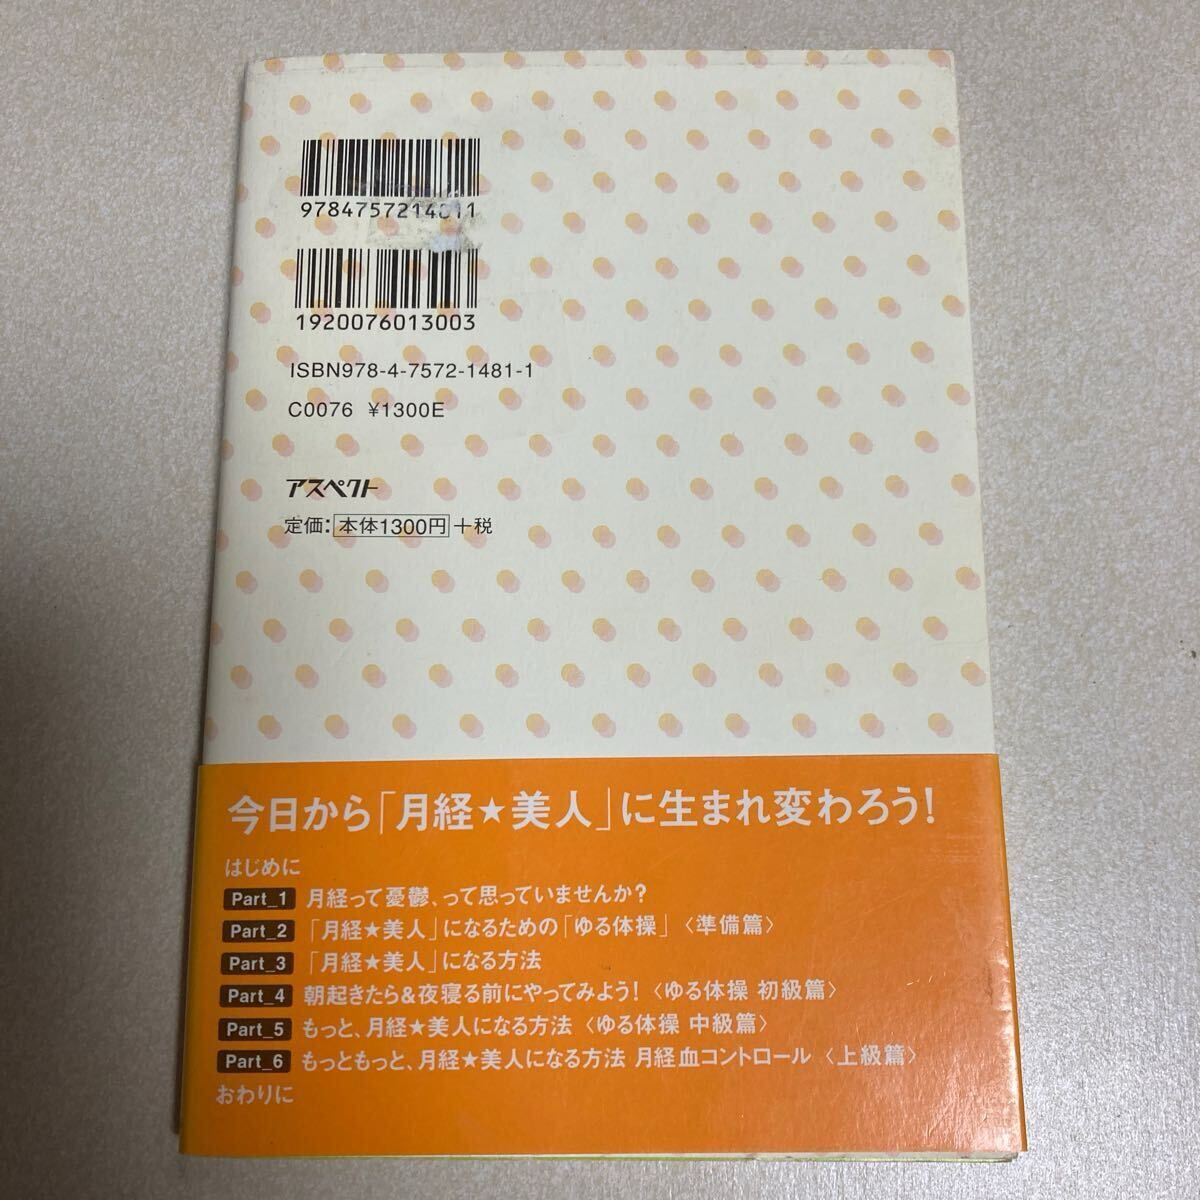 9784757214811
1920076013003
ISBN978-4-7572-1481-1
C0076 ¥1300E
アスペクト
定価：本体1300円＋税
今日から「月経★美人」に生まれ変わろう！
はじめに
Part_1 月経って憂鬱、って思っていませんか？
Part_2 「月経★美人」になるための「ゆる体操」〈準備篇〉
Part_3 「月経★美人」になる方法
Part_4 朝起きたら&夜寝る前にやってみよう！〈ゆる体操 初級篇〉
Part_5 もっと、月経★美人になる方法〈ゆる体操 中級篇〉
Part_6 もっともっと、月経★美人になる方法 月経血コントロール〈上級篇〉
おわりに